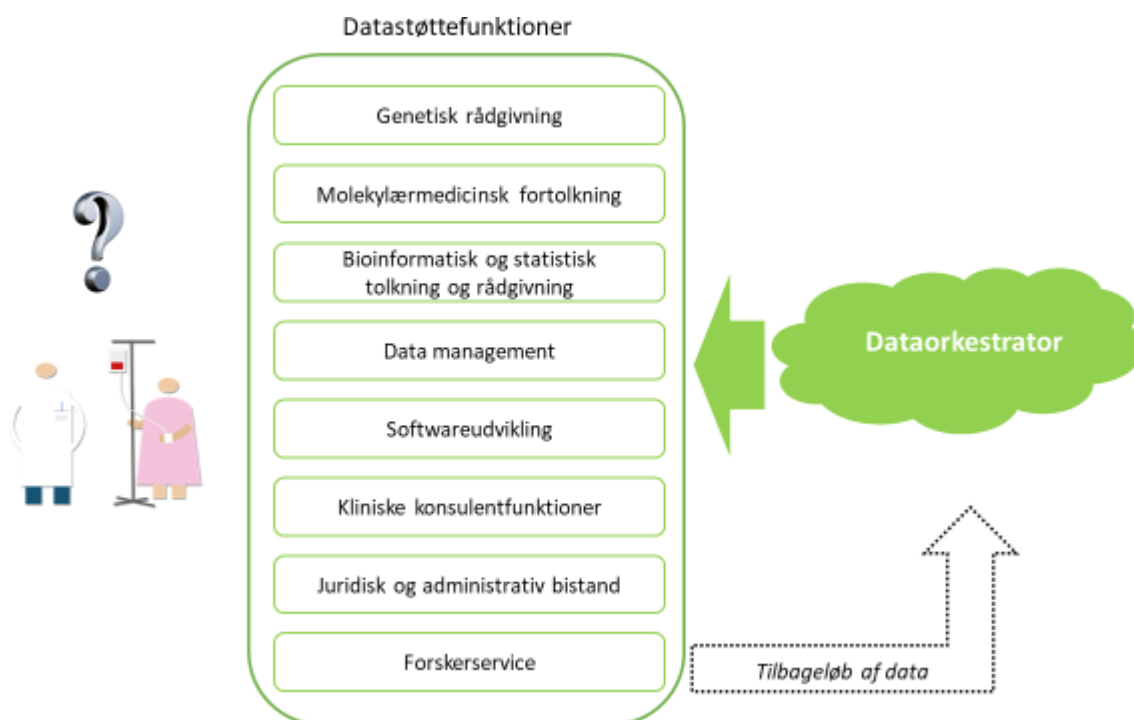 Datastøttefunktioner
Genetisk rådgivning
Molekylærmedicinsk fortolkning
Bioinformatisk og statistisk
tolkning og rådgivning
Data management
Softwareudvikling
Kliniske konsulentfunktioner
Juridisk og administrativ bistand
Forskerservice
Dataorkestrator
Tilbageløb af data
?